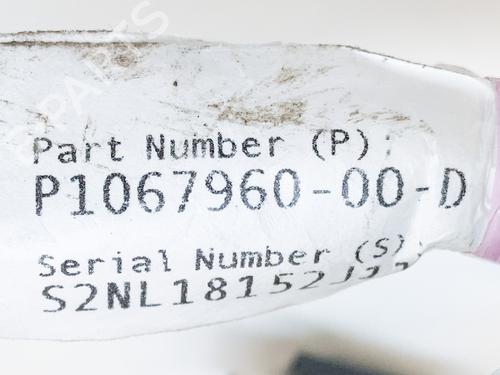 Part Number (P):
P1067960-00-D
Serial Number (S):